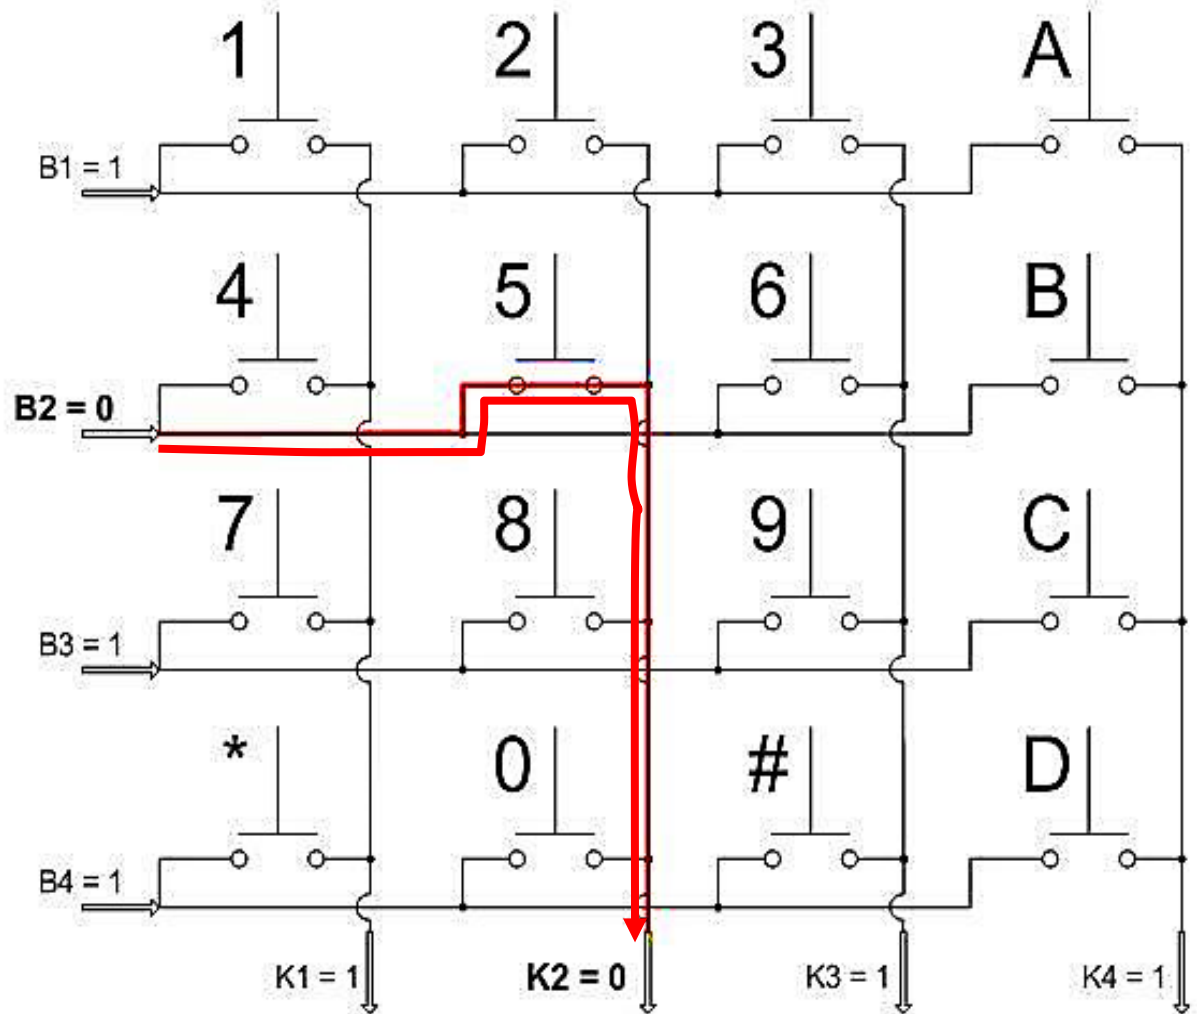 1 2 3 A
B1 = 1
4 5 6 B
B2 = 0
7 8 9 C
B3 = 1
* 0 # D
B4 = 1
K1 = 1 K2 = 0 K3 = 1 K4 = 1